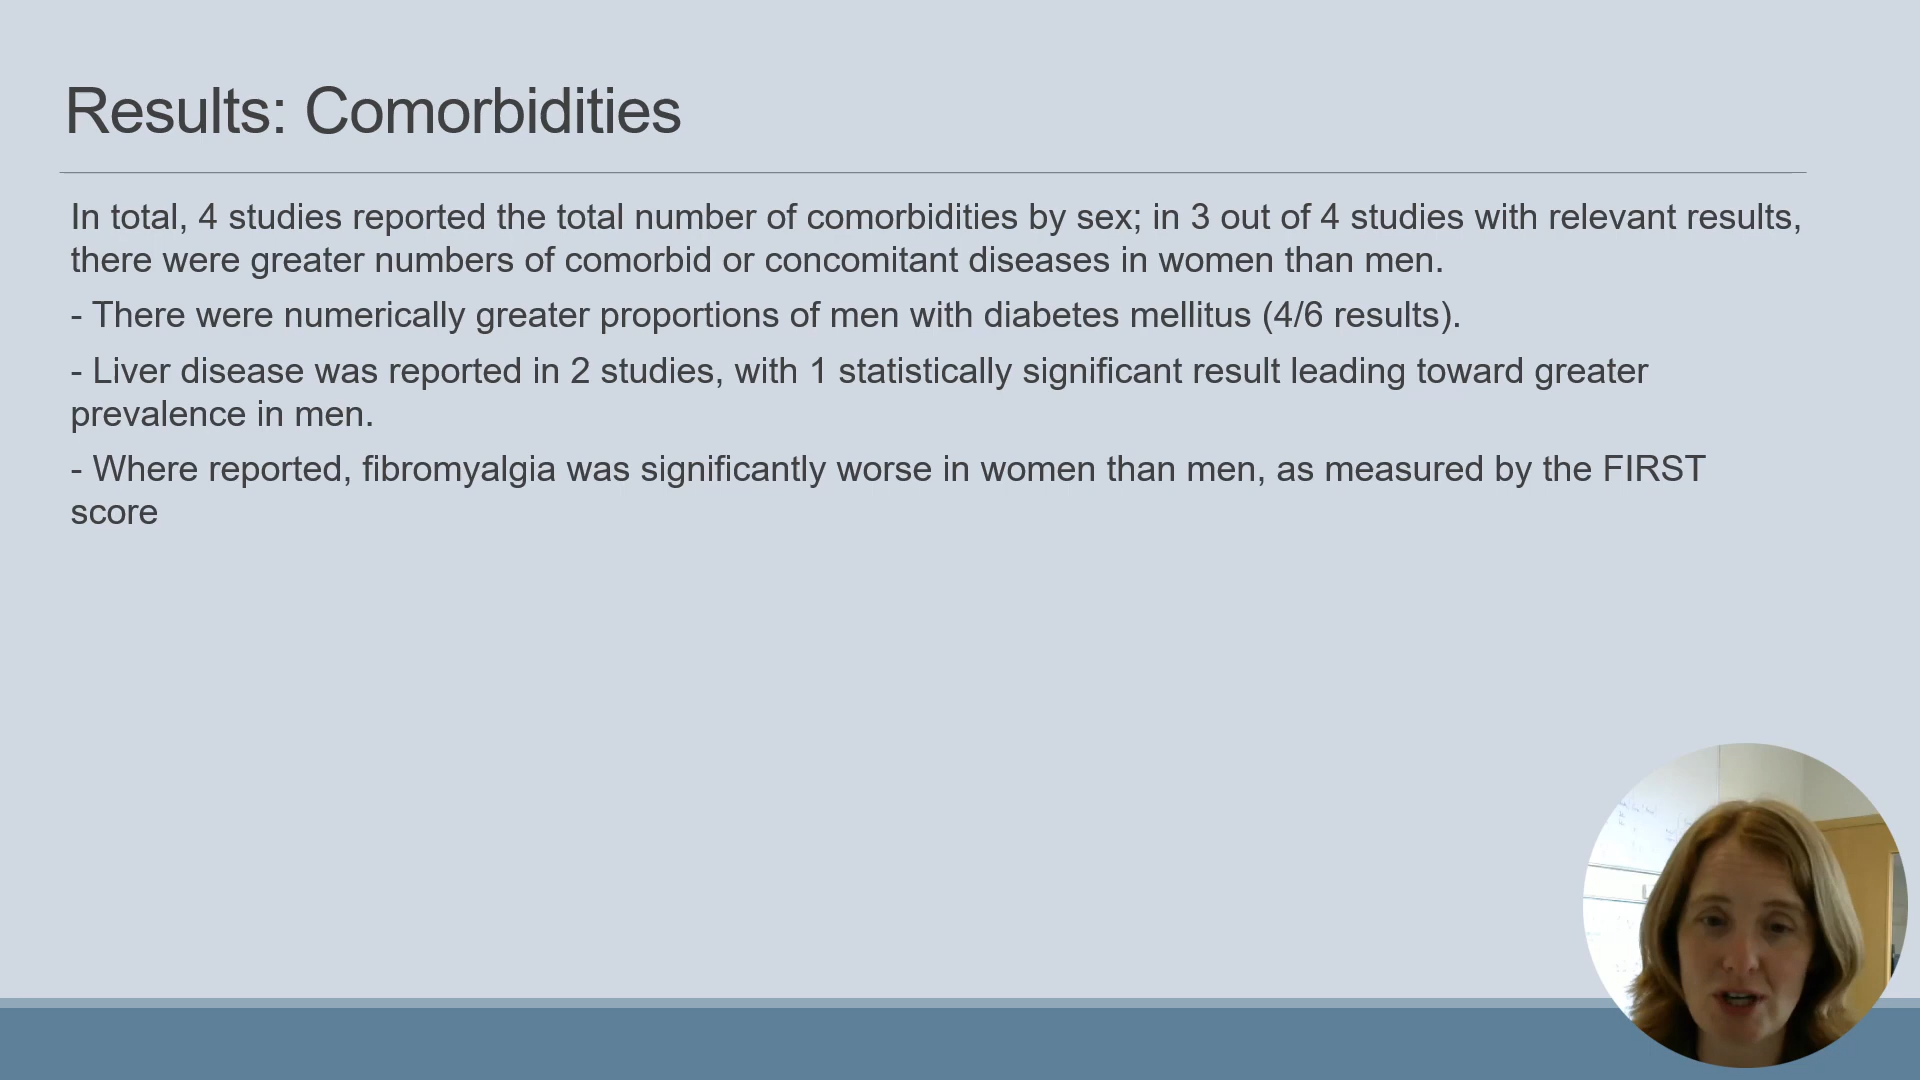 Results: Comorbidities
In total, 4 studies reported the total number of comorbidities by sex; in 3 out of 4 studies with relevant results,
there were greater numbers of comorbid or concomitant diseases in women than men.
- There were numerically greater proportions of men with diabetes mellitus (4/6 results).
- Liver disease was reported in 2 studies, with 1 statistically significant result leading toward greater
prevalence in men.
- Where reported, fibromyalgia was significantly worse in women than men, as measured by the FIRST
score